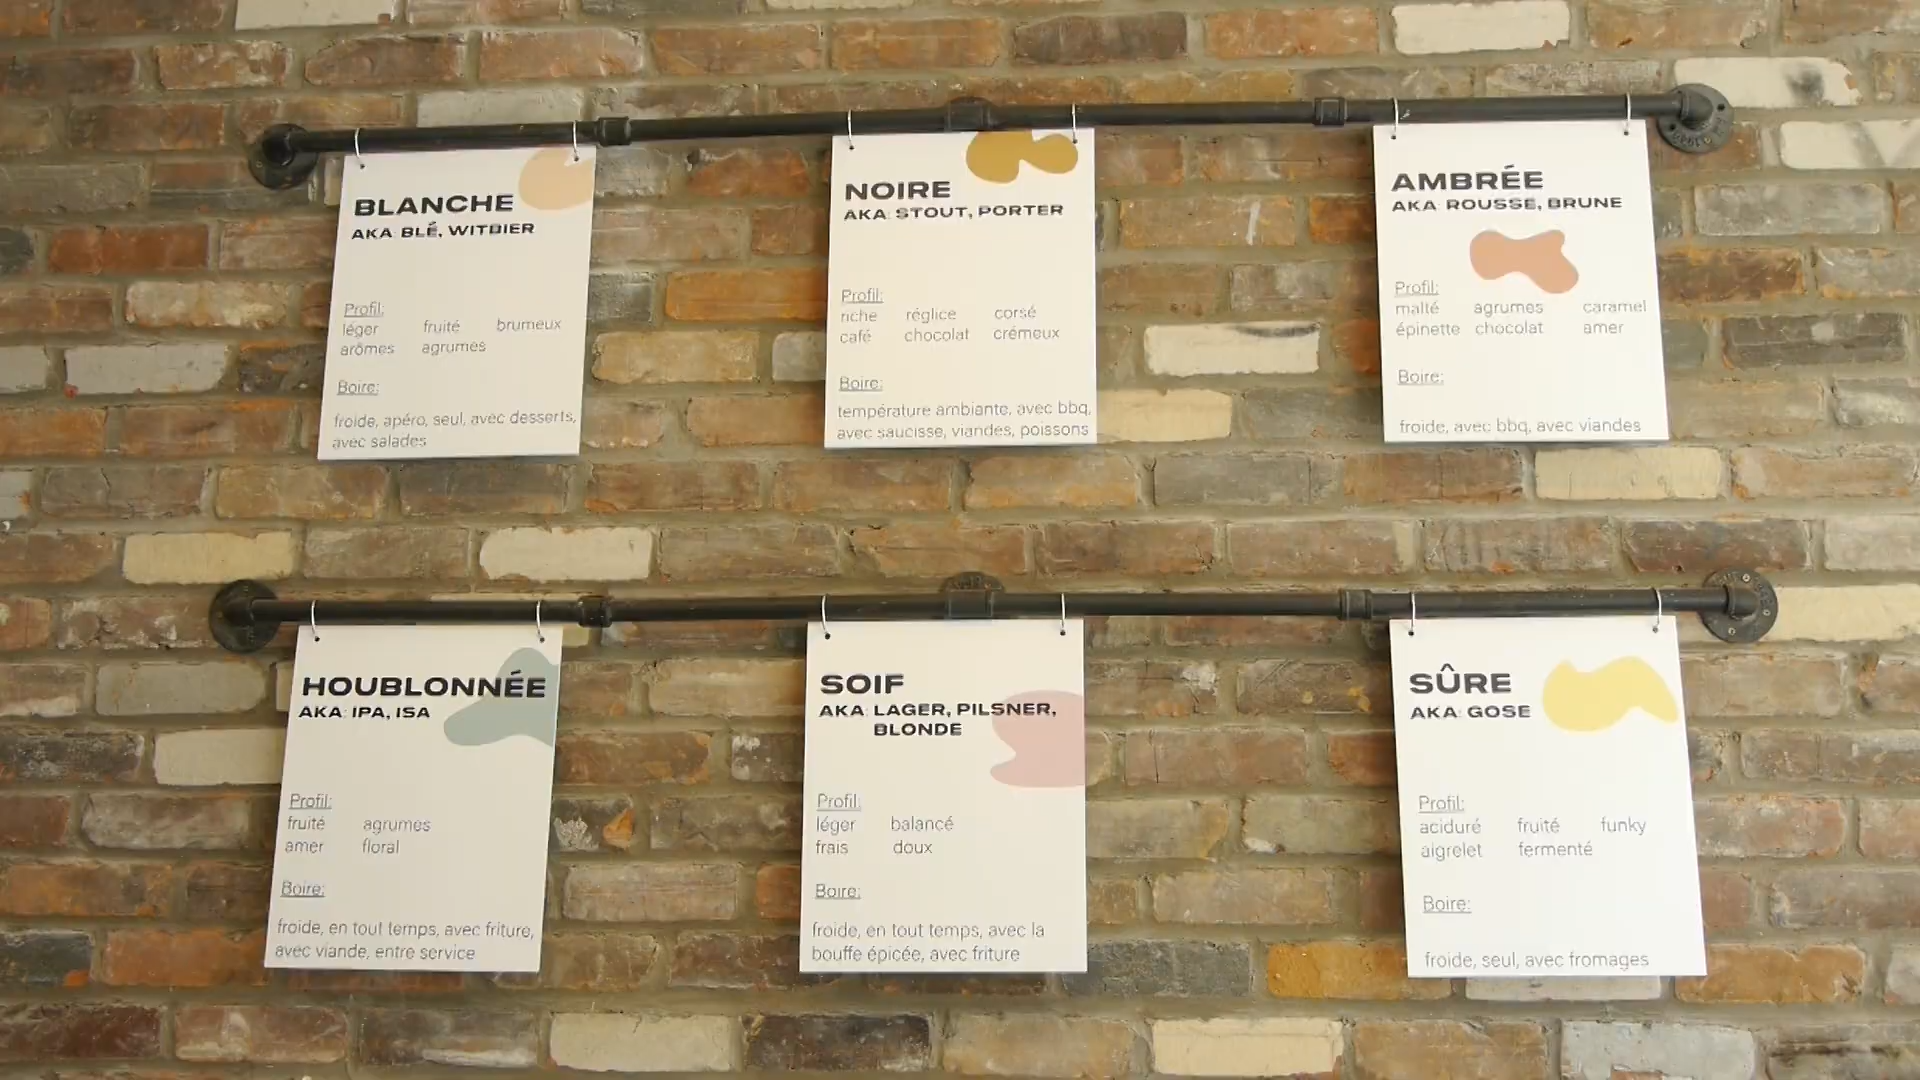 BLANCHE
AKA: BLÉ, WITBIER
Profil:
léger fruité brumeux
arômes agrumes
Boire:
froide, apéro, seul, avec desserts,
avec salades
NOIRE
AKA: STOUT, PORTER
Profil:
riche réglice corsé
café chocolat crémeux
Boire:
température ambiante, avec bbq,
avec saucisse, viandes, poissons
AMBRÉE
AKA: ROUSSE, BRUNE
Profil:
malté agrumes caramel
épinette chocolat amer
Boire:
froide, avec bbq, avec viandes
HOUBLONNÉE
AKA: IPA, ISA
Profil:
fruité agrumes
amer floral
Boire:
froide, en tout temps, avec friture,
avec viande, entre service
SOIF
AKA: LAGER, PILSNER,
BLONDE
Profil:
léger balancé
frais doux
Boire:
froide, en tout temps, avec la
bouffe épicée, avec friture
SÛRE
AKA: GOSE
Profil:
aciduré fruité funky
aigrelet fermenté
Boire:
froide, seul, avec fromages